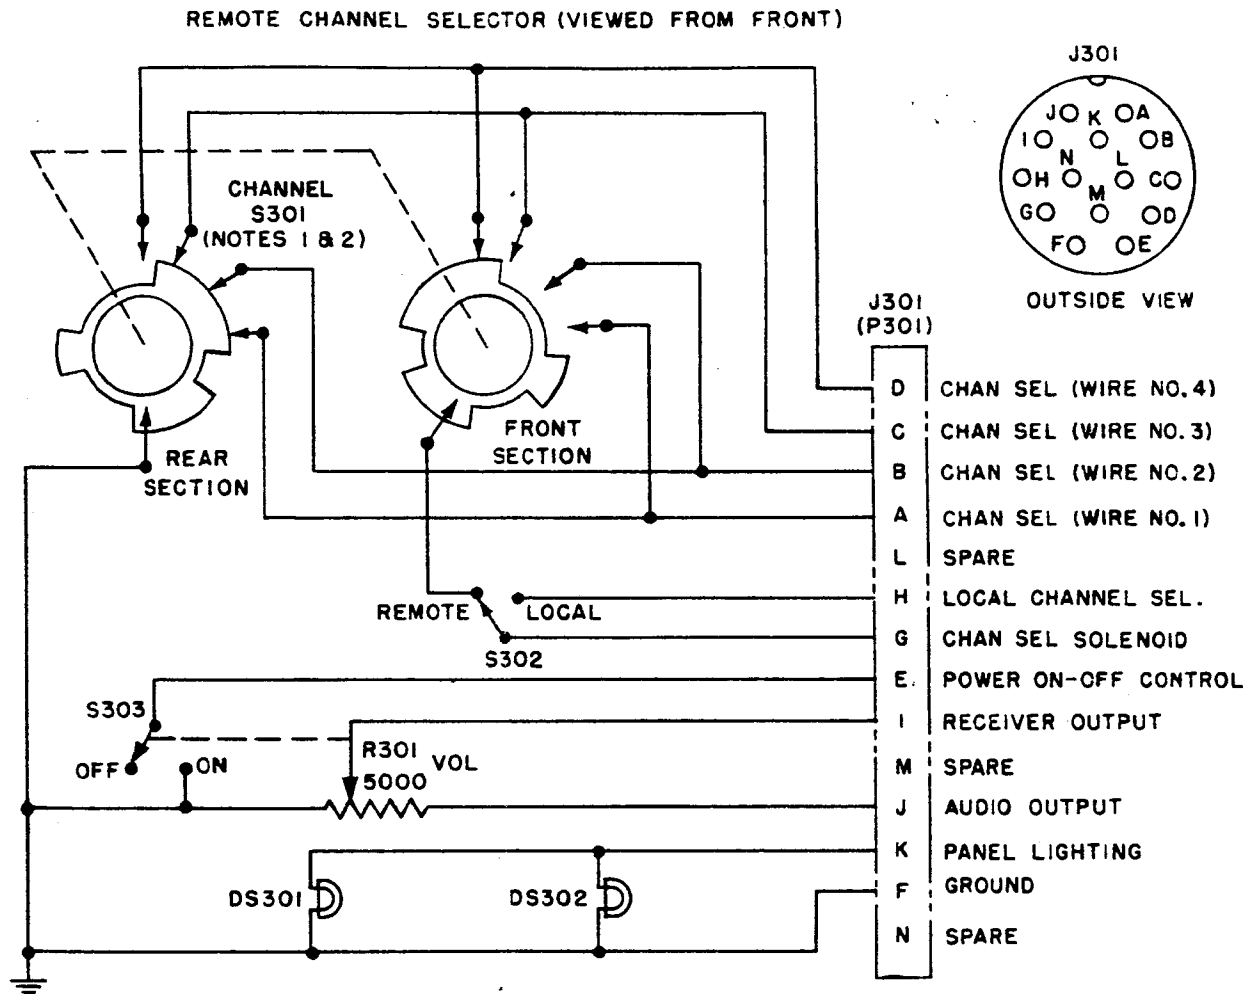 REMOTE CHANNEL SELECTOR (VIEWED FROM FRONT)
J301
J K A
I B
N L
H C
M
G D
F E
OUTSIDE VIEW
CHANNEL
S301
(NOTES 1 & 2)
REAR
SECTION
FRONT
SECTION
J301
(P301)
D CHAN SEL (WIRE NO. 4)
C CHAN SEL (WIRE NO. 3)
B CHAN SEL (WIRE NO. 2)
A CHAN SEL (WIRE NO. 1)
L SPARE
H LOCAL CHANNEL SEL.
G CHAN SEL SOLENOID
E POWER ON-OFF CONTROL
I RECEIVER OUTPUT
M SPARE
J AUDIO OUTPUT
K PANEL LIGHTING
F GROUND
N SPARE
REMOTE LOCAL
S302
S303
OFF ON
R301
5000 VOL
DS301 DS302